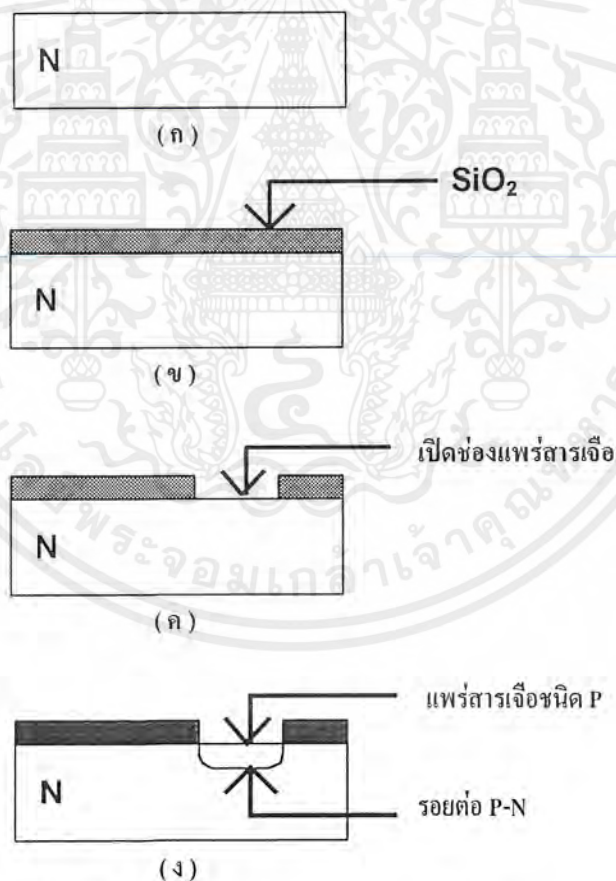 N
(ก)
SiO₂
N
(ข)
เปิดช่องแพร่สารเจือ
N
(ค)
แพร่สารเจือชนิด P
N
รอยต่อ P-N
(ง)